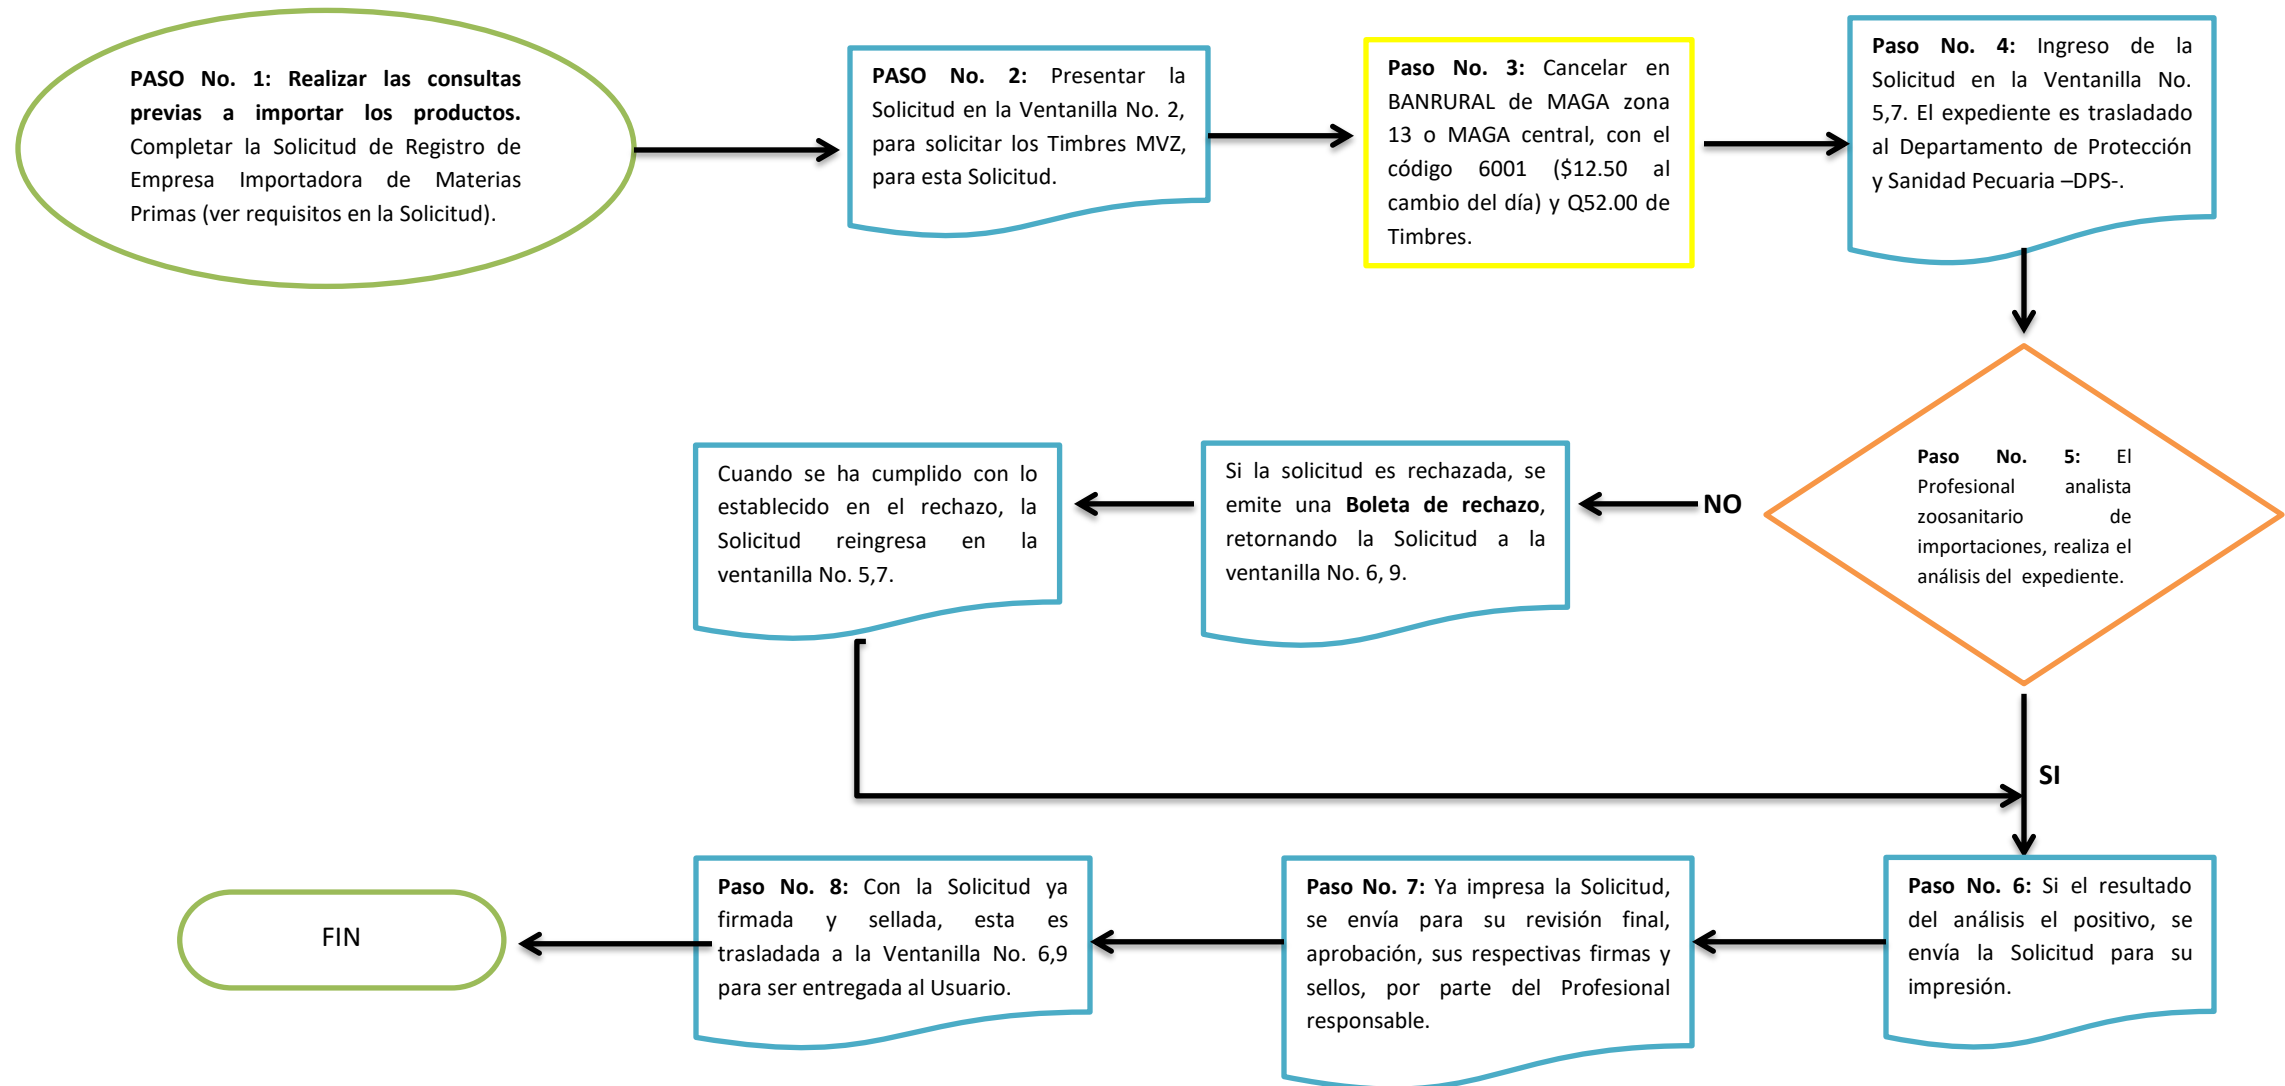 PASO No. 1: Realizar las consultas
previas a importar los productos.
Completar la Solicitud de Registro de
Empresa Importadora de Materias
Primas (ver requisitos en la Solicitud).
PASO No. 2: Presentar la
Solicitud en la Ventanilla No. 2,
para solicitar los Timbres MVZ,
para esta Solicitud.
Paso No. 3: Cancelar en
BANRURAL de MAGA zona
13 o MAGA central, con el
código 6001 ($12.50 al
cambio del día) y Q52.00 de
Timbres.
Paso No. 4: Ingreso de la
Solicitud en la Ventanilla No.
5,7. El expediente es trasladado
al Departamento de Protección
y Sanidad Pecuaria –DPS-.
Paso No. 5: El
Profesional analista
zoosanitario de
importaciones, realiza el
análisis del expediente.
NO
Si la solicitud es rechazada, se
emite una Boleta de rechazo,
retornando la Solicitud a la
ventanilla No. 6, 9.
Cuando se ha cumplido con lo
establecido en el rechazo, la
Solicitud reingresa en la
ventanilla No. 5,7.
SI
Paso No. 6: Si el resultado
del análisis el positivo, se
envía la Solicitud para su
impresión.
Paso No. 7: Ya impresa la Solicitud,
se envía para su revisión final,
aprobación, sus respectivas firmas y
sellos, por parte del Profesional
responsable.
Paso No. 8: Con la Solicitud ya
firmada y sellada, esta es
trasladada a la Ventanilla No. 6,9
para ser entregada al Usuario.
FIN